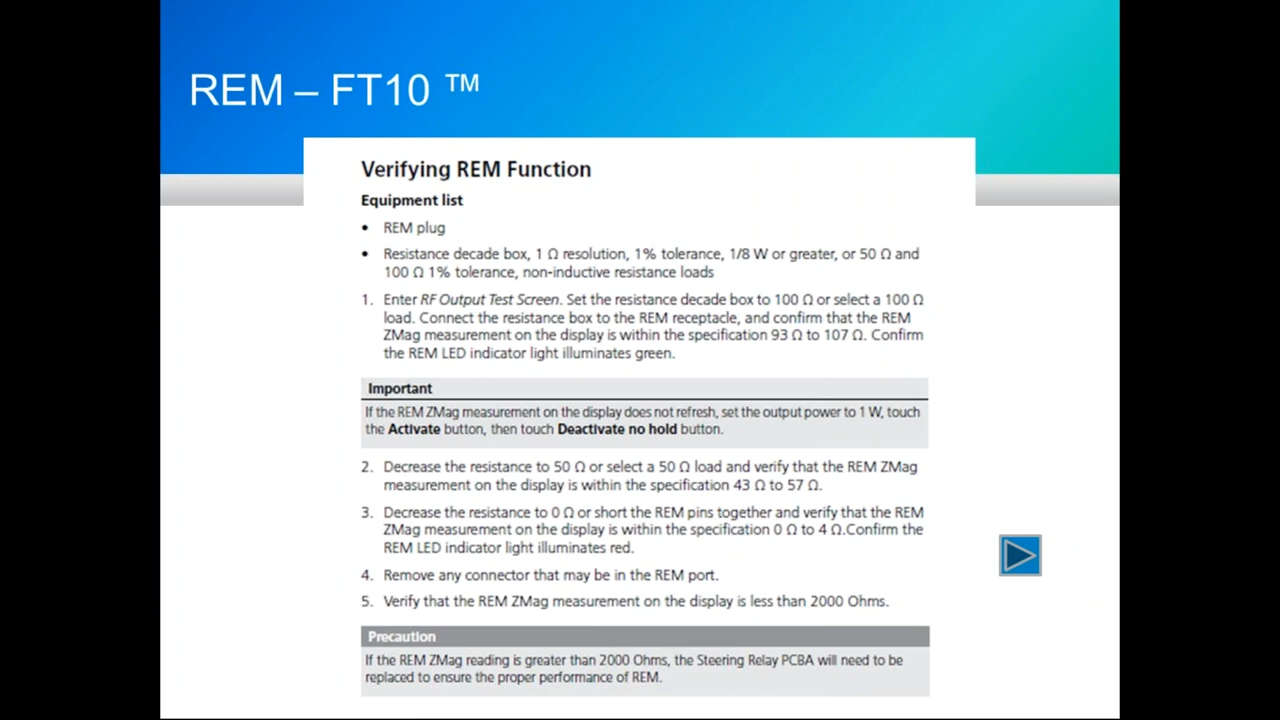 REM – FT10 ™
Verifying REM Function
Equipment list
• REM plug
• Resistance decade box, 1 Ω resolution, 1% tolerance, 1/8 W or greater, or 50 Ω and
100 Ω 1% tolerance, non-inductive resistance loads
1. Enter RF Output Test Screen. Set the resistance decade box to 100 Ω or select a 100 Ω
load. Connect the resistance box to the REM receptacle, and confirm that the REM
ZMag measurement on the display is within the specification 93 Ω to 107 Ω. Confirm
the REM LED indicator light illuminates green.
Important
If the REM ZMag measurement on the display does not refresh, set the output power to 1 W, touch
the Activate button, then touch Deactivate no hold button.
2. Decrease the resistance to 50 Ω or select a 50 Ω load and verify that the REM ZMag
measurement on the display is within the specification 43 Ω to 57 Ω.
3. Decrease the resistance to 0 Ω or short the REM pins together and verify that the REM
ZMag measurement on the display is within the specification 0 Ω to 4 Ω.Confirm the
REM LED indicator light illuminates red.
4. Remove any connector that may be in the REM port.
5. Verify that the REM ZMag measurement on the display is less than 2000 Ohms.
Precaution
If the REM ZMag reading is greater than 2000 Ohms, the Steering Relay PCBA will need to be
replaced to ensure the proper performance of REM.